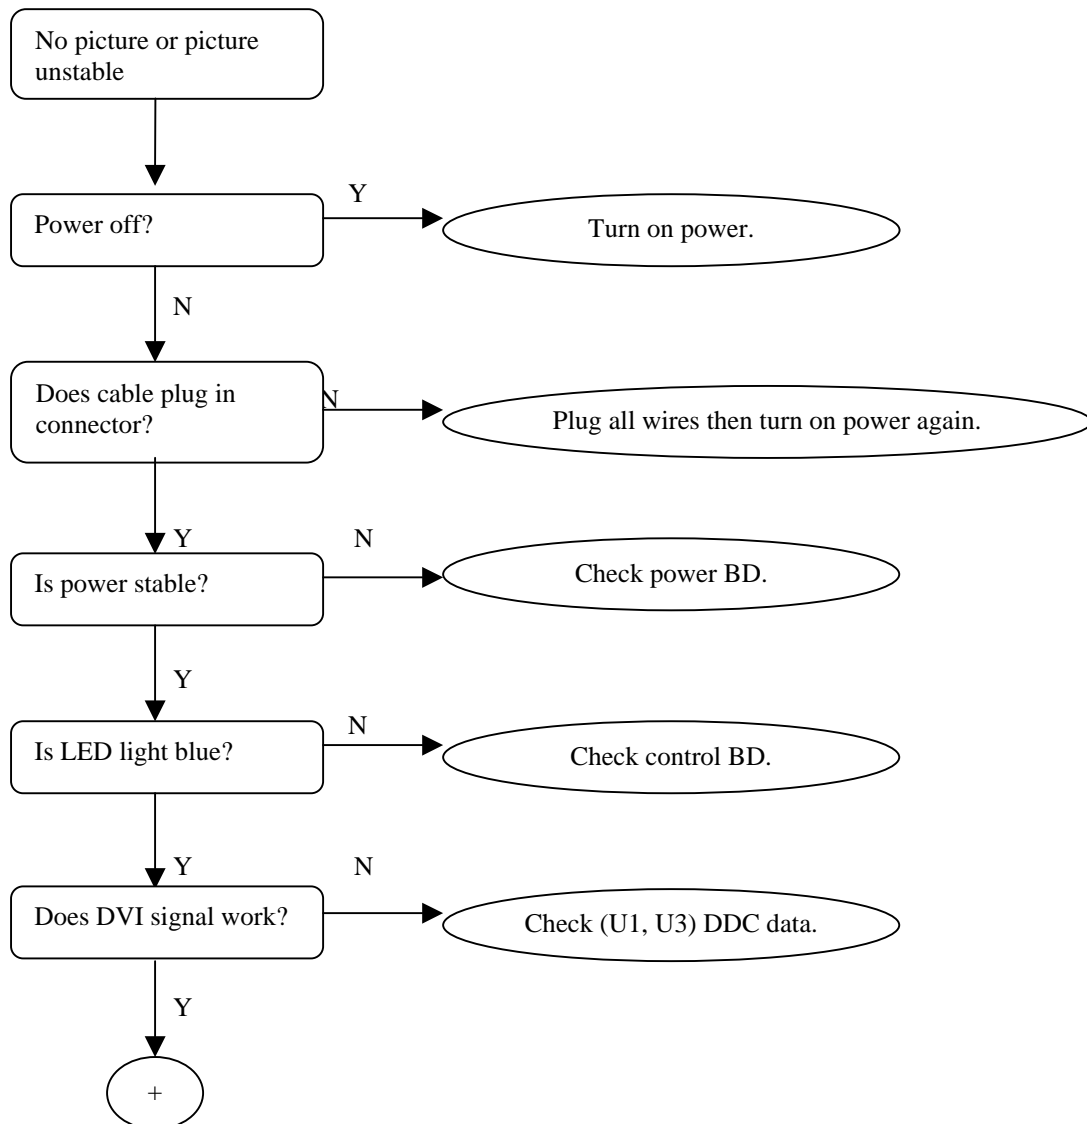 No picture or picture
unstable
Y
Power off?
Turn on power.
N
Does cable plug in
connector?
N
Plug all wires then turn on power again.
Y
N
Is power stable?
Check power BD.
Y
N
Is LED light blue?
Check control BD.
Y
N
Does DVI signal work?
Check (U1, U3) DDC data.
Y
+